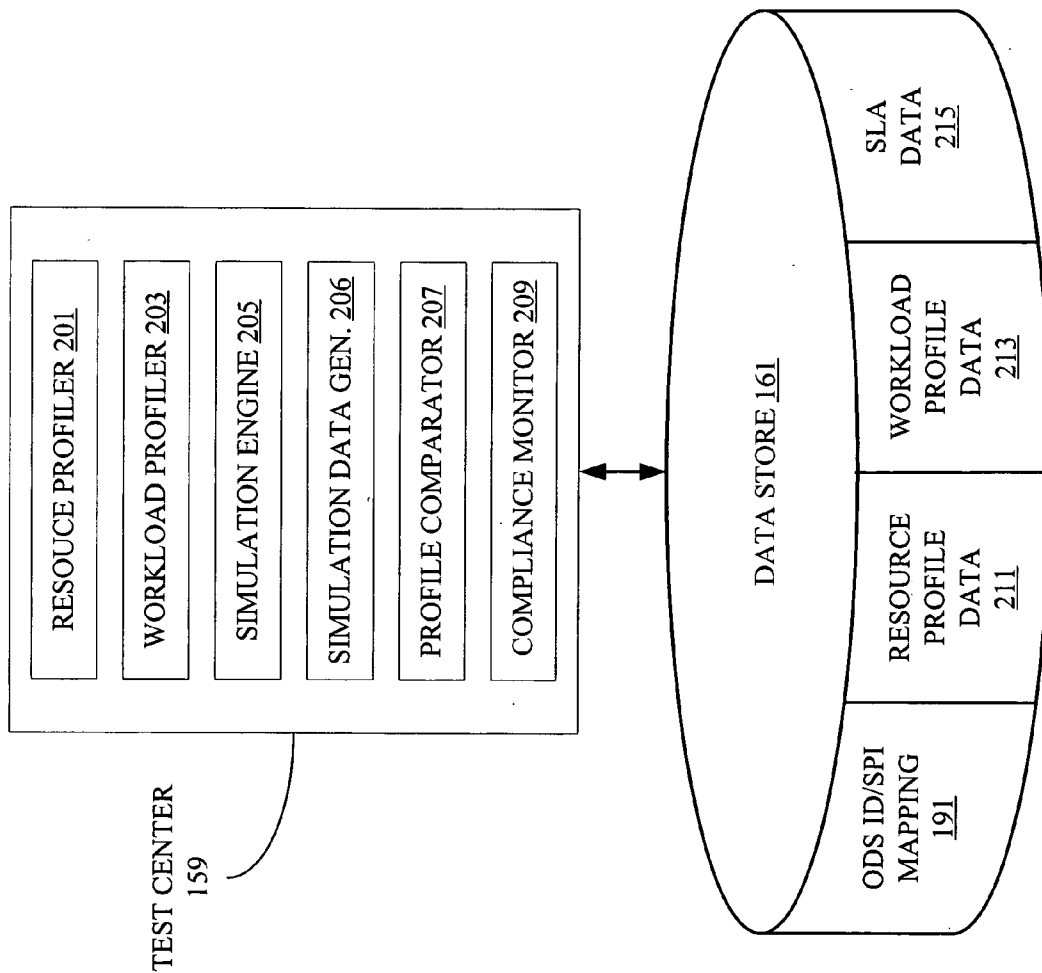 TEST CENTER
159
RESOUCE PROFILER 201
WORKLOAD PROFILER 203
SIMULATION ENGINE 205
SIMULATION DATA GEN. 206
PROFILE COMPARATOR 207
COMPLIANCE MONITOR 209
DATA STORE 161
ODS ID/SPI
MAPPING
191
RESOURCE
PROFILE
DATA
211
WORKLOAD
PROFILE
DATA
213
SLA
DATA
215